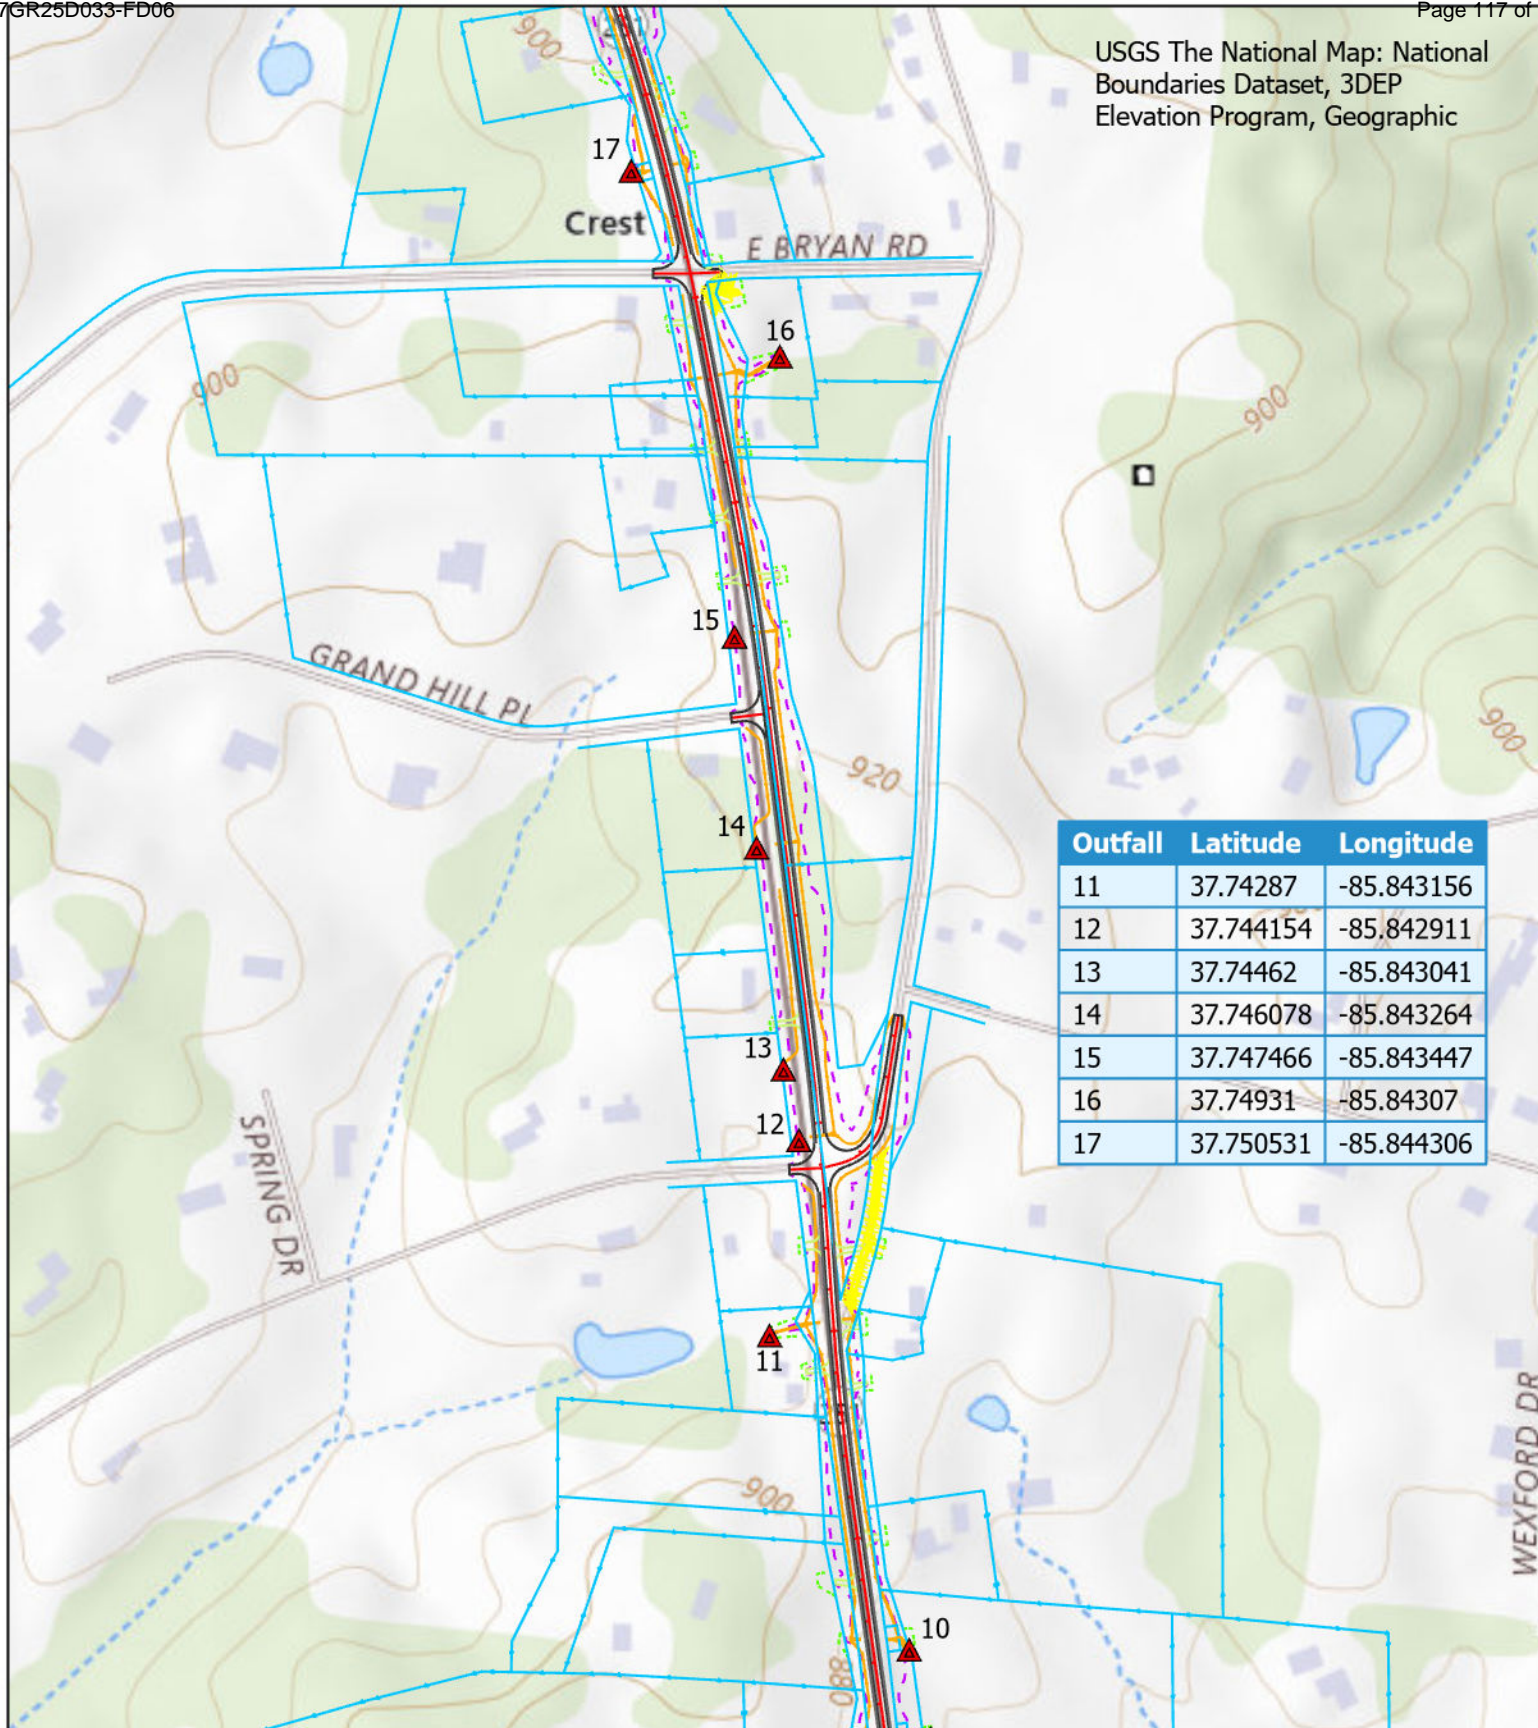 7GR25D033-FD06
Page 117 of
USGS The National Map: National
Boundaries Dataset, 3DEP
Elevation Program, Geographic
900
17
Crest
E BRYAN RD
16
900
900
15
GRAND HILL PL
900
920
14
Outfall Latitude Longitude
11 37.74287 -85.843156
12 37.744154 -85.842911
13 37.74462 -85.843041
14 37.746078 -85.843264
15 37.747466 -85.843447
16 37.74931 -85.84307
17 37.750531 -85.844306
13
12
SPRING DR
11
WEXFORD DR
900
10
880